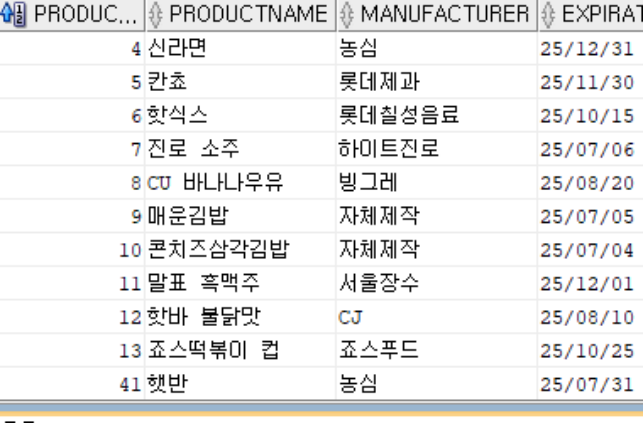 PRODUC... PRODUCTNAME MANUFACTURER EXPIRAT
4 신라면 농심 25/12/31
5 칸쵸 롯데제과 25/11/30
6 핫식스 롯데칠성음료 25/10/15
7 진로 소주 하이트진로 25/07/06
8 CU 바나나우유 빙그레 25/08/20
9 매운김밥 자체제작 25/07/05
10 콘치즈삼각김밥 자체제작 25/07/04
11 말표 흑맥주 서울장수 25/12/01
12 핫바 불닭맛 CJ 25/08/10
13 죠스떡볶이 컵 죠스푸드 25/10/25
41 햇반 농심 25/07/31